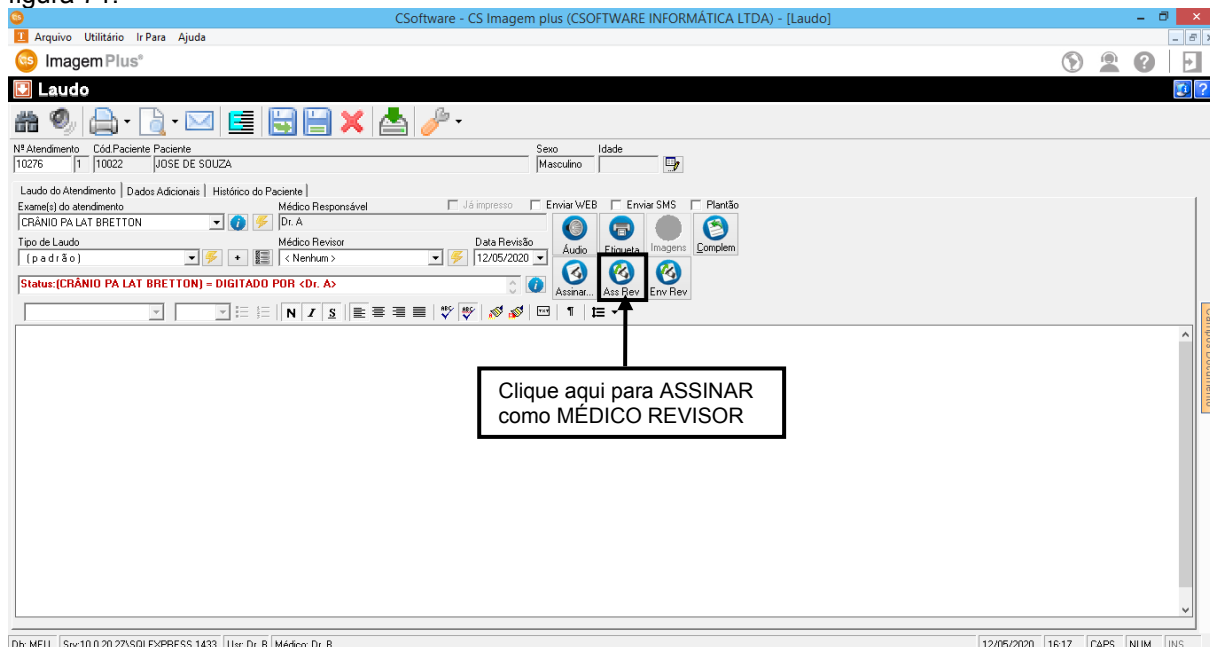 CSoftware - CS Imagem plus (CSOFTWARE INFORMÁTICA LTDA) - [Laudo]
Arquivo Utilitário Ir Para Ajuda
cs ImagemPlus®
Laudo
Nª Atendimento Cód.Paciente Paciente Sexo Idade
10276 1 10022 JOSE DE SOUZA Masculino
Laudo do Atendimento Dados Adicionais Histórico do Paciente
Exame(s) do atendimento Médico Responsável Já impresso Enviar WEB Enviar SMS Plantão
CRÂNIO PA LAT BRETTON Dr. A
Áudio Etiqueta Imagens Complem
Tipo de Laudo Médico Revisor Data Revisão
(padrão) < Nenhum > 12/05/2020
Status:(CRÂNIO PA LAT BRETTON) = DIGITADO POR <Dr. A>
Assinar... Ass Rev Env Rev
N I S
Campos Documento
Clique aqui para ASSINAR
como MÉDICO REVISOR
Db: MEU Srv:10.0.20.27\SQLEXPRESS,1433 Usr: Dr. B Médico: Dr. B 12/05/2020 16:17 CAPS NUM INS